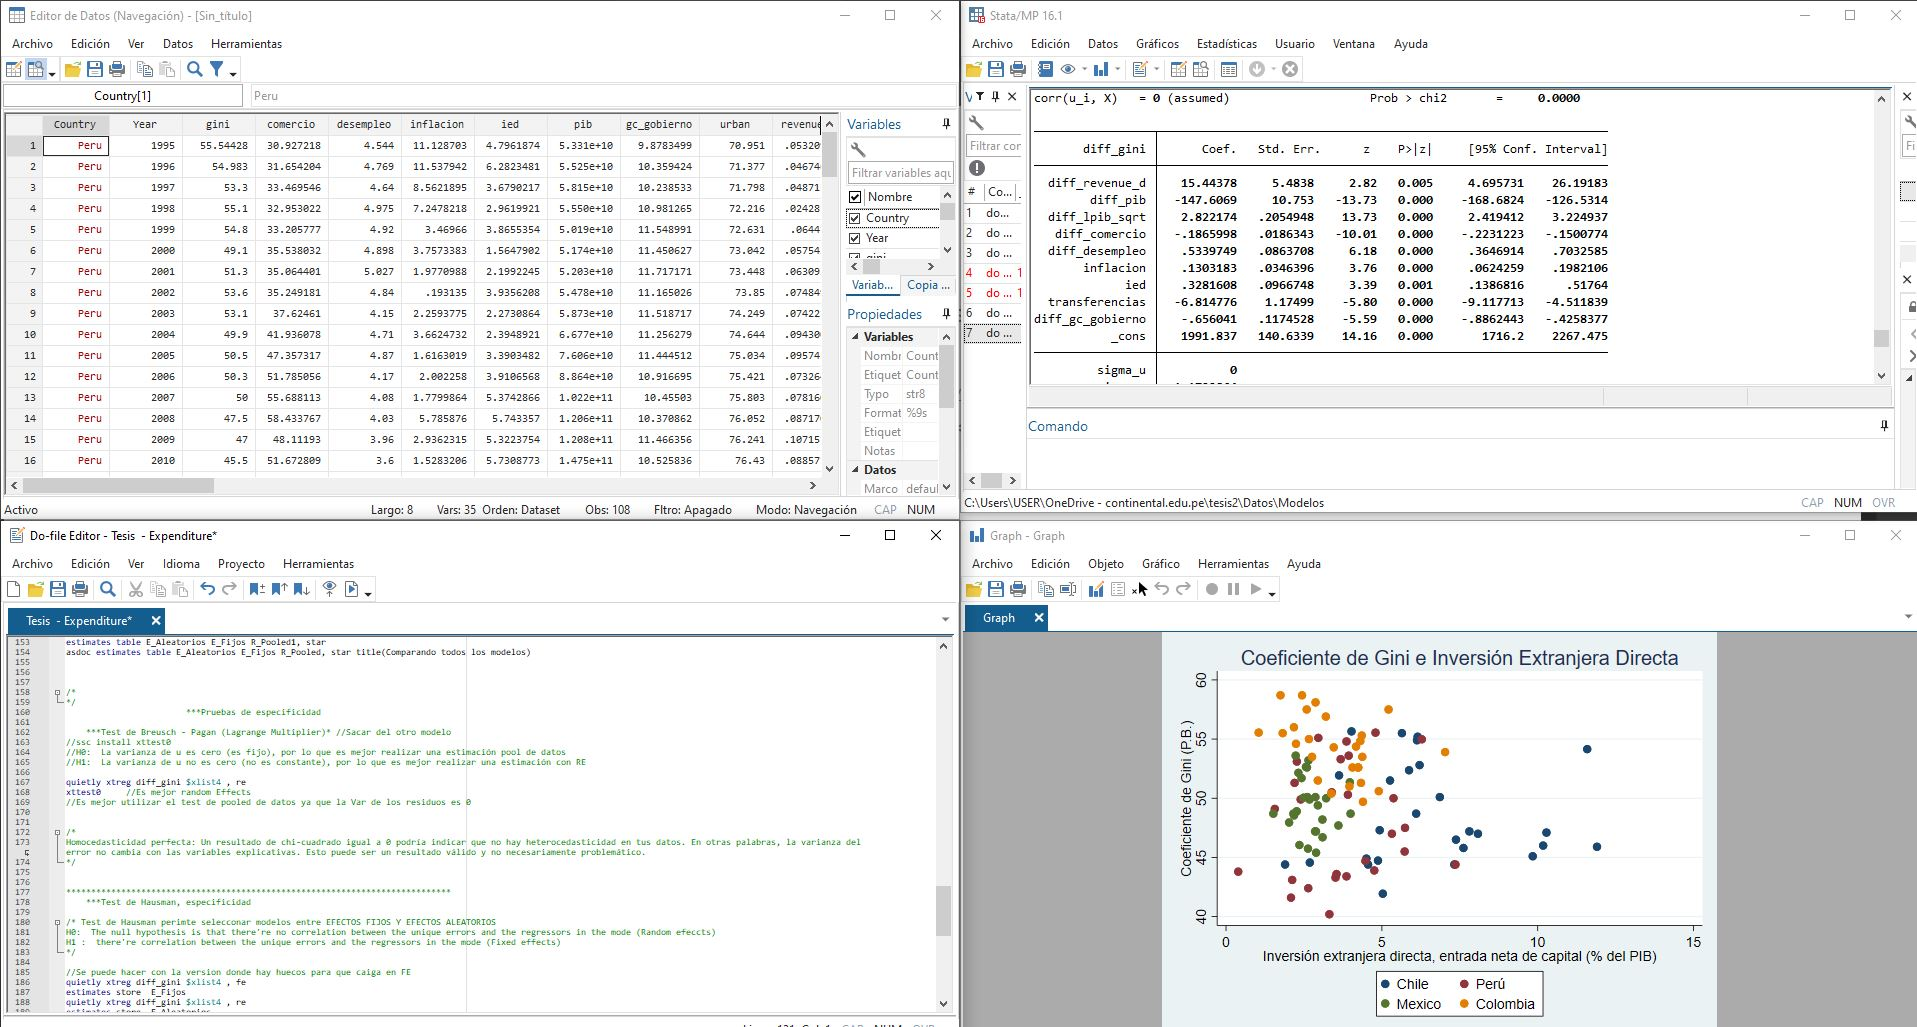 Editor de Datos (Navegación) - [Sin_título]
Archivo Edición Ver Datos Herramientas
Country[1] Peru
Country Year gini comercio desempleo inflacion ied pib gc_gobierno urban revenue
1 Peru 1995 55.54428 30.927218 4.544 11.128703 4.7961874 5.331e+10 9.8783499 70.951 .05320
2 Peru 1996 54.983 31.654204 4.769 11.537942 6.2823481 5.525e+10 10.359424 71.377 .04674
3 Peru 1997 53.3 33.469546 4.64 8.5621895 3.6790217 5.815e+10 10.238533 71.798 .04871
4 Peru 1998 55.1 32.953022 4.975 7.2478218 2.9619921 5.550e+10 10.981265 72.216 .02428
5 Peru 1999 54.8 33.205777 4.92 3.46966 3.8655354 5.019e+10 11.548991 72.631 .0644
6 Peru 2000 49.1 35.538032 4.898 3.7573383 1.5647902 5.174e+10 11.450627 73.042 .05754
7 Peru 2001 51.3 35.064401 5.027 1.9770988 2.1992245 5.203e+10 11.717171 73.448 .06309
8 Peru 2002 53.6 35.249181 4.84 .193135 3.9356208 5.478e+10 11.165026 73.85 .07484
9 Peru 2003 53.1 37.62461 4.15 2.2593775 2.2730864 5.873e+10 11.518717 74.249 .07422
10 Peru 2004 49.9 41.936078 4.71 3.6624732 2.3948921 6.677e+10 11.256279 74.644 .09430
11 Peru 2005 50.5 47.357317 4.87 1.6163019 3.3903482 7.606e+10 11.444512 75.034 .09574
12 Peru 2006 50.3 51.785056 4.17 2.002258 3.9106568 8.864e+10 10.916695 75.421 .07326
13 Peru 2007 50 55.688113 4.08 1.7799864 5.3742866 1.022e+11 10.45503 75.803 .07816
14 Peru 2008 47.5 58.433767 4.03 5.785876 5.743357 1.206e+11 10.370862 76.052 .08717
15 Peru 2009 47 48.11193 3.96 2.9362315 5.3223754 1.208e+11 11.466356 76.241 .10715
16 Peru 2010 45.5 51.672809 3.6 1.5283206 5.7308773 1.475e+11 10.525836 76.43 .08857
Variables
Filtrar variables aqu
Nombre
Country
Year
gini
Variab... Copia ...
Propiedades
Variables
Nombr Count
Etiquet Count
Typo str8
Format %9s
Etiquet
Notas
Datos
Marco defaul
Activo Largo: 8 Vars: 35 Orden: Dataset Obs: 108 Fltro: Apagado Modo: Navegación CAP NUM
Stata/MP 16.1
Archivo Edición Datos Gráficos Estadísticas Usuario Ventana Ayuda
V
Filtrar cor
# Co...
1 do...
2 do ...
3 do ...
4 do ... 1
5 do ... 1
6 do ...
7 do ...
corr(u_i, X) = 0 (assumed) Prob > chi2 = 0.0000
diff_gini Coef. Std. Err. z P>|z| [95% Conf. Interval]
diff_revenue_d 15.44378 5.4838 2.82 0.005 4.695731 26.19183
diff_pib -147.6069 10.753 -13.73 0.000 -168.6824 -126.5314
diff_lpib_sqrt 2.822174 .2054948 13.73 0.000 2.419412 3.224937
diff_comercio -.1865998 .0186343 -10.01 0.000 -.2231223 -.1500774
diff_desempleo .5339749 .0863708 6.18 0.000 .3646914 .7032585
inflacion .1303183 .0346396 3.76 0.000 .0624259 .1982106
ied .3281608 .0966748 3.39 0.001 .1386816 .51764
transferencias -6.814776 1.17499 -5.80 0.000 -9.117713 -4.511839
diff_gc_gobierno -.656041 .1174528 -5.59 0.000 -.8862443 -.4258377
_cons 1991.837 140.6339 14.16 0.000 1716.2 2267.475
sigma_u 0
Comando
Fi
C:\Users\USER\OneDrive - continental.edu.pe\tesis2\Datos\Modelos CAP NUM OVR
Do-file Editor - Tesis - Expenditure*
Archivo Edición Ver Idioma Proyecto Herramientas
Tesis - Expenditure*
153 estimates table E_Aleatorios E_Fijos R_Pooled1, star
154 asdoc estimates table E_Aleatorios E_Fijos R_Pooled, star title(Comparando todos los modelos)
155
156
157
158 /*
159 */
160 ***Pruebas de especificidad
161
162 ***Test de Breusch - Pagan (Lagrange Multiplier)* //Sacar del otro modelo
163 //ssc install xttest0
164 //H0: La varianza de u es cero (es fijo), por lo que es mejor realizar una estimación pool de datos
165 //H1: La varianza de u no es cero (no es constante), por lo que es mejor realizar una estimación con RE
166
167 quietly xtreg diff_gini $xlist4 , re
168 xttest0 //Es mejor random Effects
169 //Es mejor utilizar el test de pooled de datos ya que la Var de los residuos es 0
170
171
172 /*
173 Homocedasticidad perfecta: Un resultado de chi-cuadrado igual a 0 podría indicar que no hay heterocedasticidad en tus datos. En otras palabras, la varianza del
error no cambia con las variables explicativas. Esto puede ser un resultado válido y no necesariamente problemático.
174 */
175
176
177 *****************************************************************************
178 ***Test de Hausman, especificidad
179
180 /* Test de Hausman perimte selecconar modelos entre EFECTOS FIJOS Y EFECTOS ALEATORIOS
181 H0: The null hypothesis is that there're no correlation between the unique errors and the regressors in the mode (Random efeccts)
182 H1 : there're correlation between the unique errors and the regressors in the mode (Fixed effects)
183 */
184
185 //Se puede hacer con la version donde hay huecos para que caiga en FE
186 quietly xtreg diff_gini $xlist4 , fe
187 estimates store E_Fijos
188 quietly xtreg diff_gini $xlist4 , re
189 estimates store E_Aleatorios
Graph - Graph
Archivo Edición Objeto Gráfico Herramientas Ayuda
Graph
Coeficiente de Gini e Inversión Extranjera Directa
Coeficiente de Gini (P.B.)
60
55
50
45
40
0 5 10 15
Inversión extranjera directa, entrada neta de capital (% del PIB)
Chile Perú
Mexico Colombia